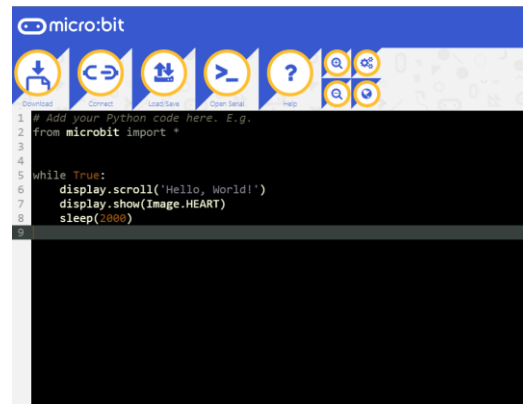 micro:bit
Download Connect Load/Save Open Serial Help
1 # Add your Python code here. E.g.
2 from microbit import *
3
4
5 while True:
6     display.scroll('Hello, World!')
7     display.show(Image.HEART)
8     sleep(2000)
9